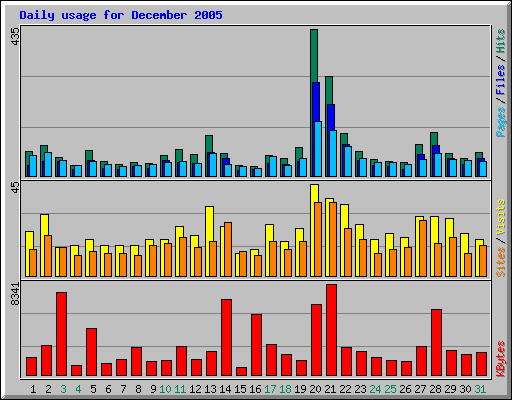 Daily usage for December 2005
435
Pages / Files / Hits
45
Sites / Visits
8341
KBytes
1 2 3 4 5 6 7 8 9 10 11 12 13 14 15 16 17 18 19 20 21 22 23 24 25 26 27 28 29 30 31